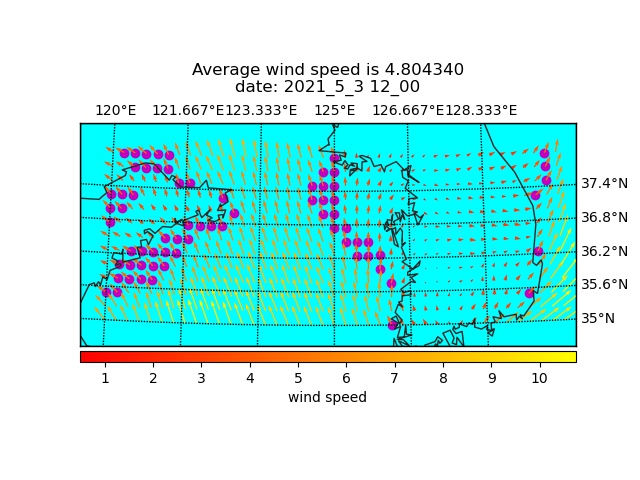 Average wind speed is 4.804340
date: 2021_5_3 12_00
120°E 121.667°E 123.333°E 125°E 126.667°E 128.333°E
37.4°N
36.8°N
36.2°N
35.6°N
35°N
1 2 3 4 5 6 7 8 9 10
wind speed